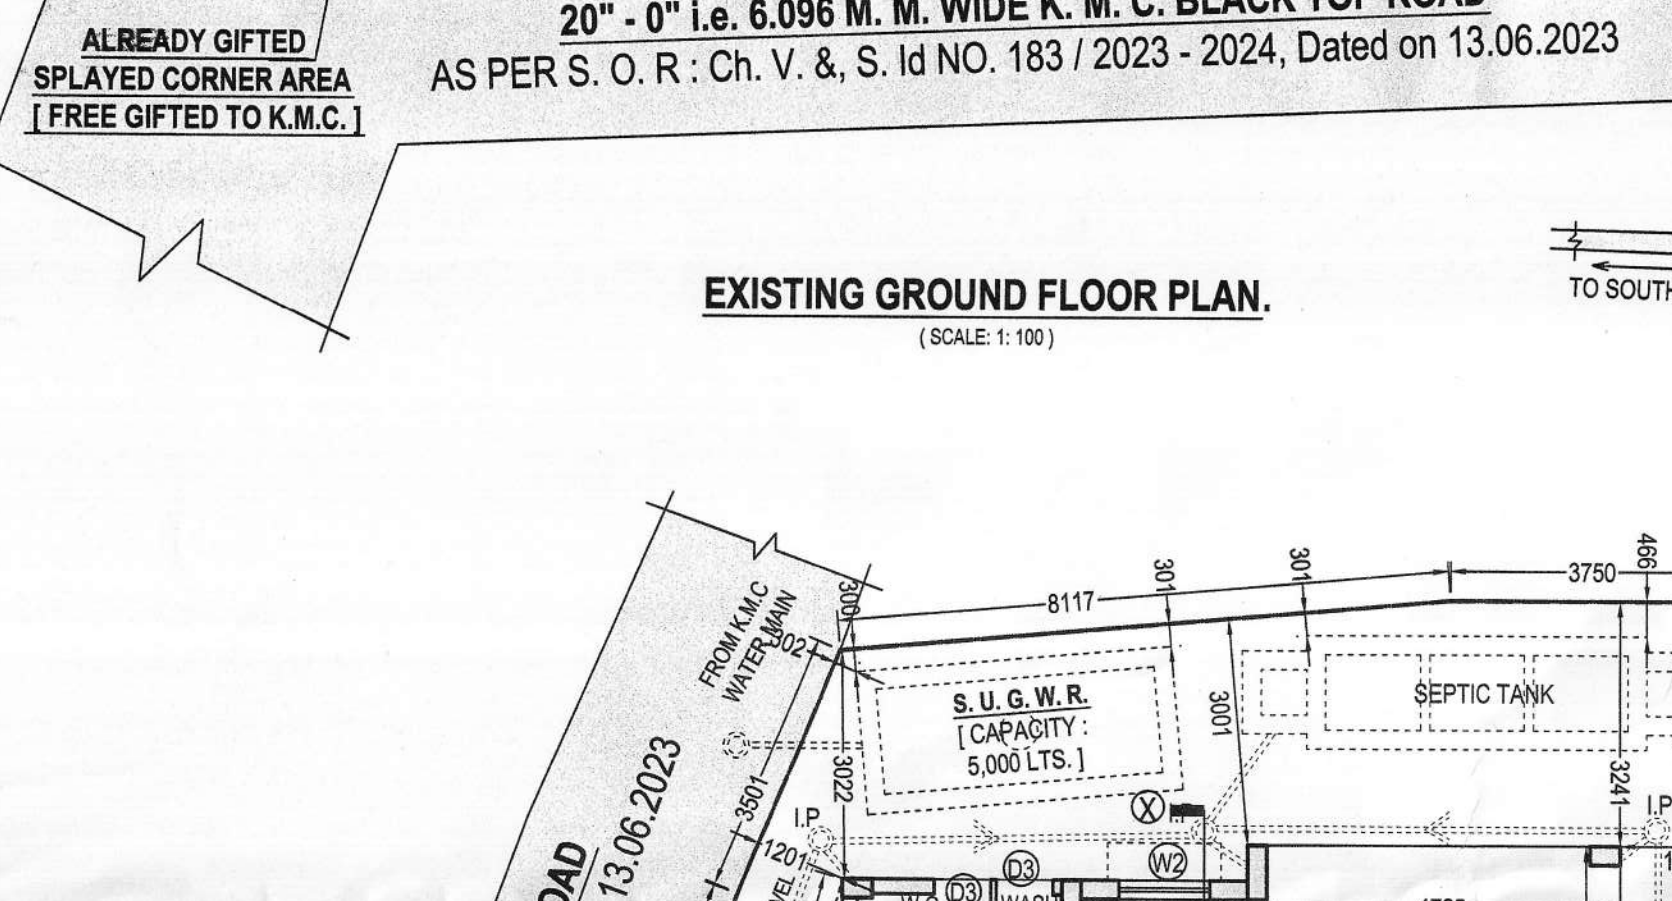 20" - 0" i.e. 6.096 M. M. WIDE K. M. C. BLACK TOP ROAD
AS PER S. O. R : Ch. V. &, S. Id NO. 183 / 2023 - 2024, Dated on 13.06.2023
ALREADY GIFTED
SPLAYED CORNER AREA
[ FREE GIFTED TO K.M.C. ]
EXISTING GROUND FLOOR PLAN.
( SCALE: 1: 100 )
TO SOUTH
FROM K.M.C
WATER MAIN
300
302
8117
301
301
3750
466
S. U. G. W. R.
[ CAPACITY :
5,000 LTS. ]
SEPTIC TANK
3001
3022
3241
3501
1201
I.P
X
I.P
W2
D3
D3
13.06.2023
OAD